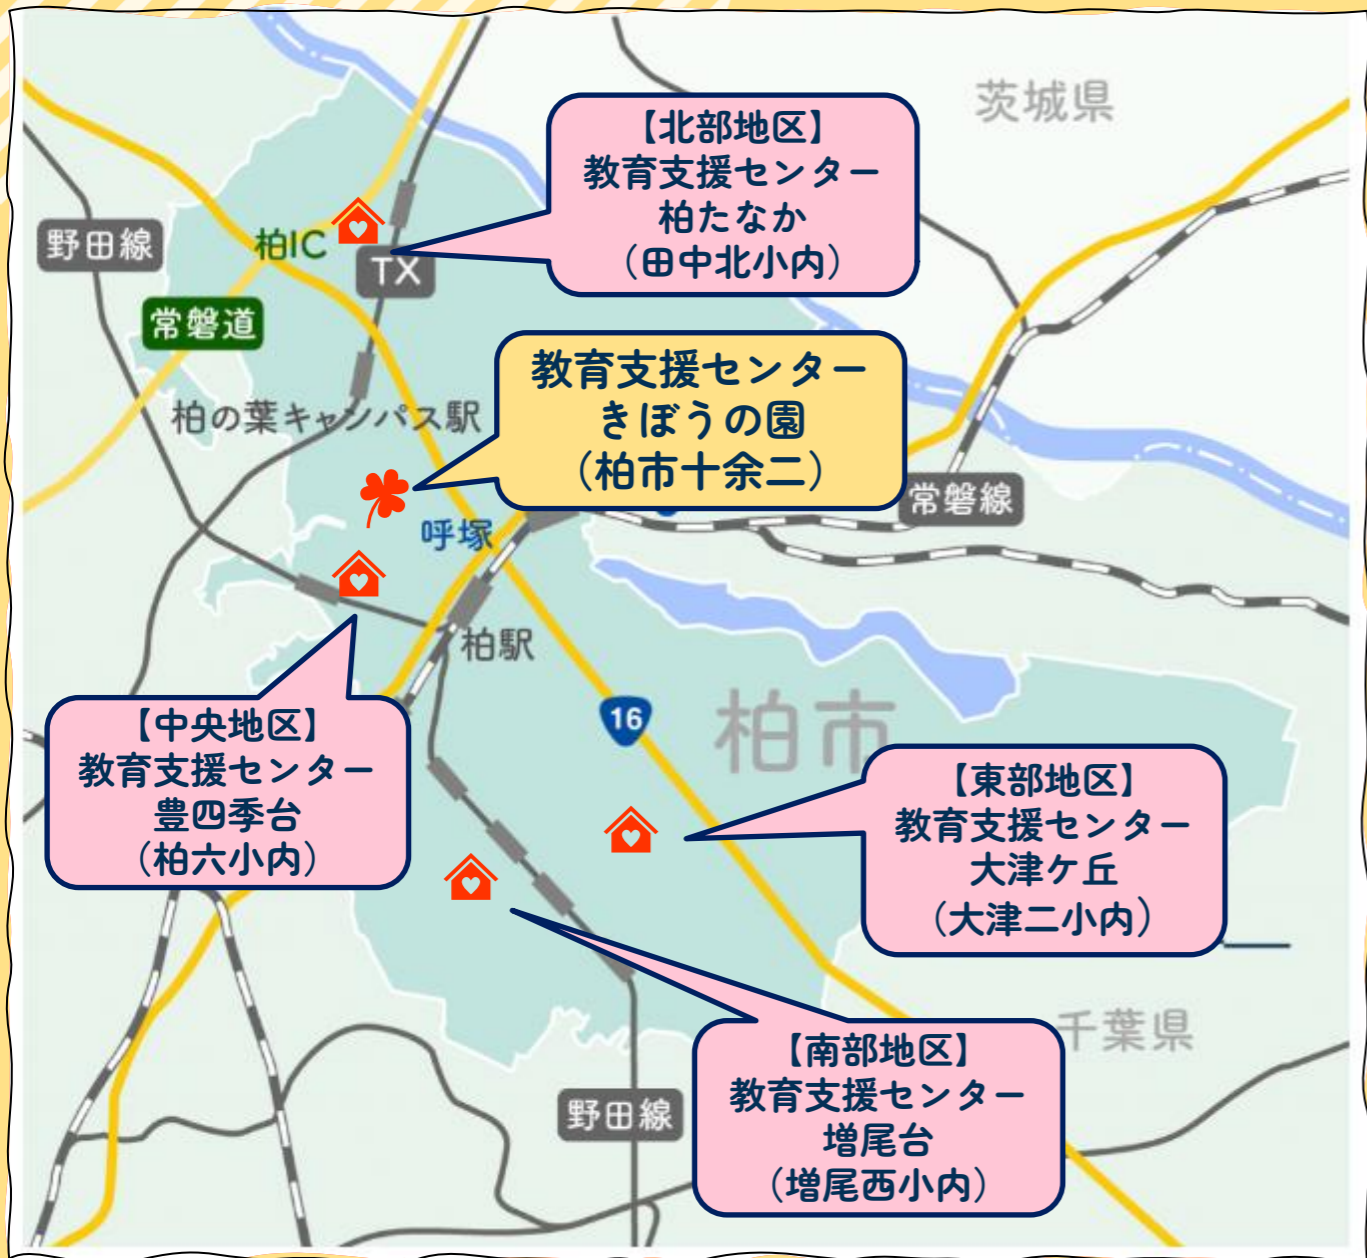 茨城県
【北部地区】
教育支援センター
柏たなか
（田中北小内）
野田線
柏IC
TX
常磐道
教育支援センター
きぼうの園
（柏市十余二）
柏の葉キャンパス駅
常磐線
呼塚
柏駅
【中央地区】
教育支援センター
豊四季台
（柏六小内）
16
柏市
【東部地区】
教育支援センター
大津ケ丘
（大津二小内）
千葉県
【南部地区】
教育支援センター
増尾台
（増尾西小内）
野田線